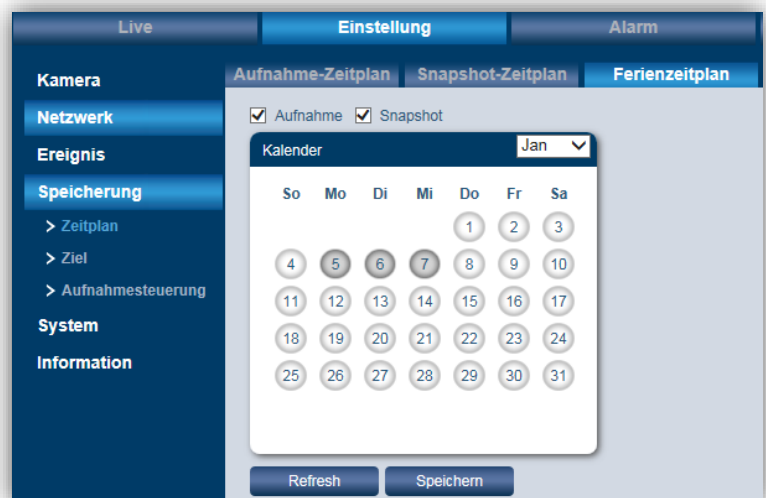 Live Einstellung Alarm
Kamera
Netzwerk
Ereignis
Speicherung
> Zeitplan
> Ziel
> Aufnahmesteuerung
System
Information
Aufnahme-Zeitplan Snapshot-Zeitplan Ferienzeitplan
Aufnahme Snapshot
Kalender Jan
So Mo Di Mi Do Fr Sa
1 2 3
4 5 6 7 8 9 10
11 12 13 14 15 16 17
18 19 20 21 22 23 24
25 26 27 28 29 30 31
Refresh Speichern